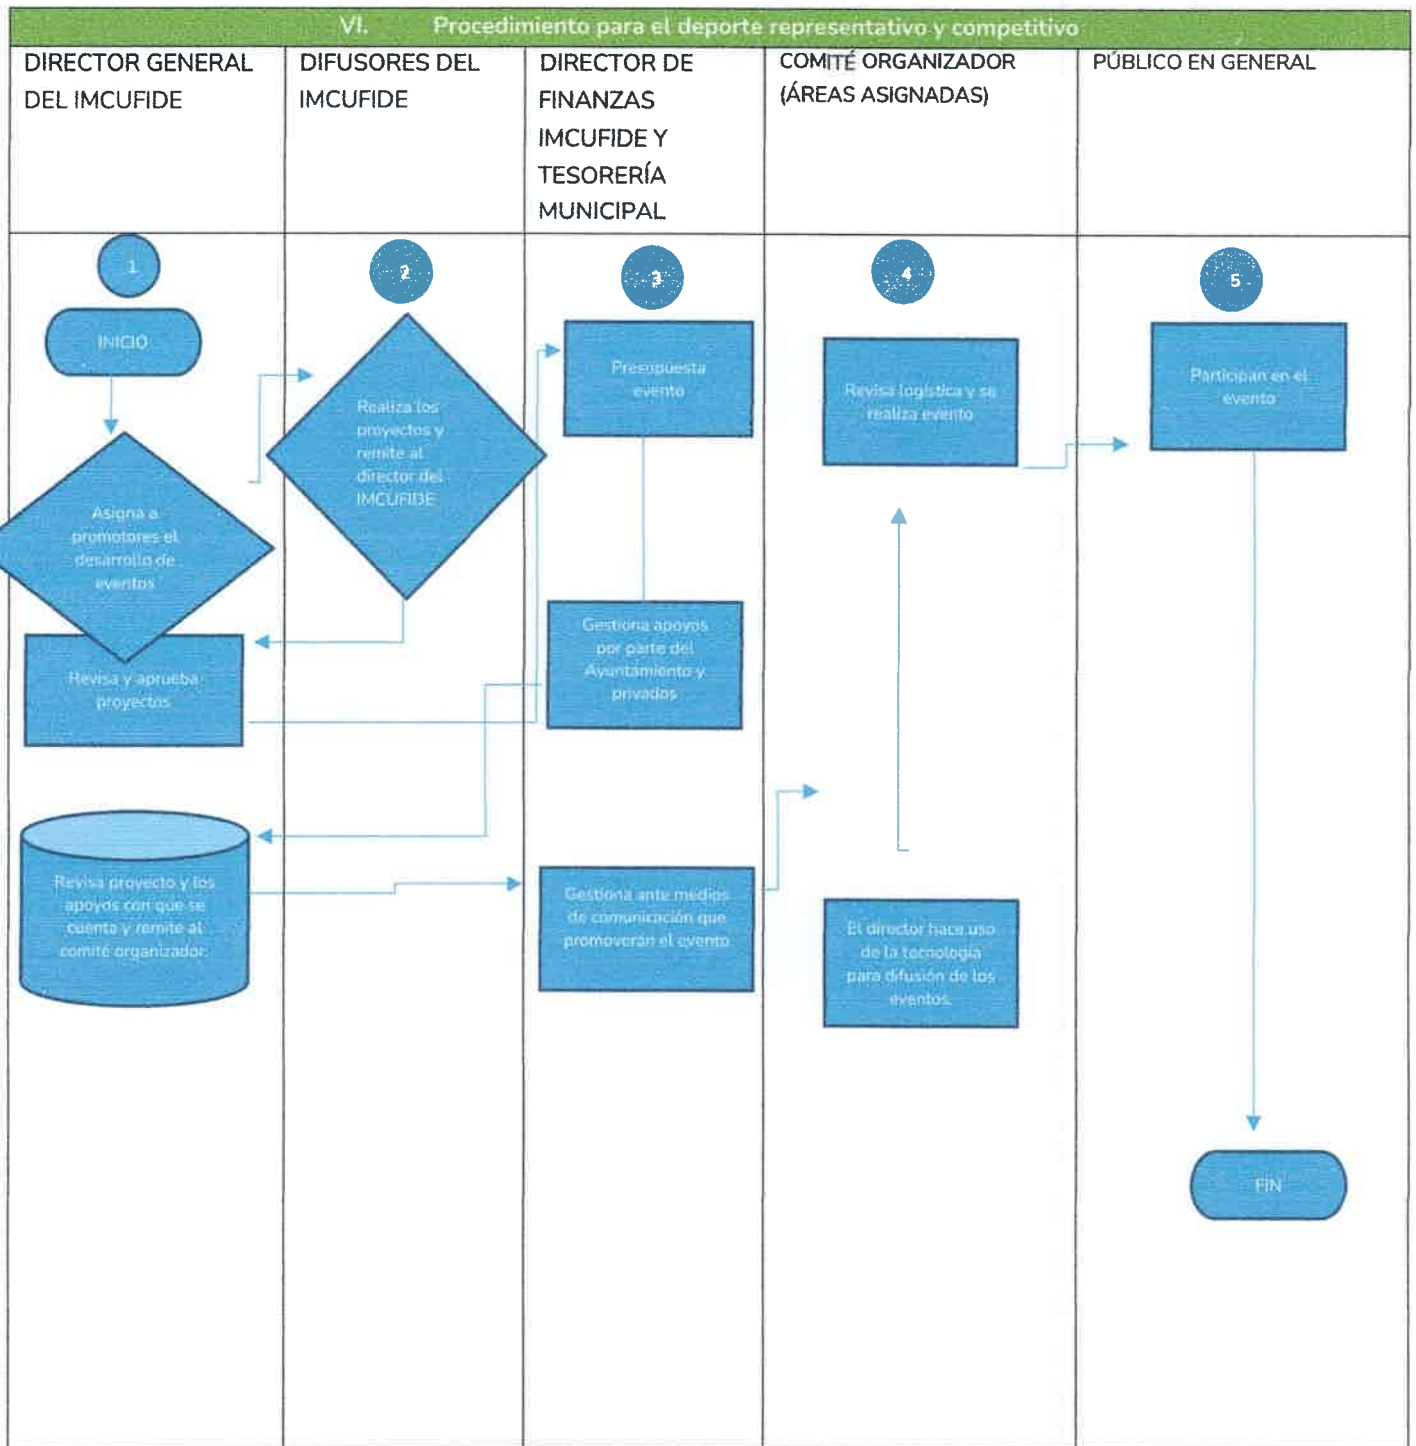 VI. Procedimiento para el deporte representativo y competitivo
DIRECTOR GENERAL
DEL IMCUFIDE
DIFUSORES DEL
IMCUFIDE
DIRECTOR DE
FINANZAS
IMCUFIDE Y
TESORERÍA
MUNICIPAL
COMITÉ ORGANIZADOR
(ÁREAS ASIGNADAS)
PÚBLICO EN GENERAL
1
2
3
4
5
INICIO
Asigna a
promotores el
desarrollo de
eventos
Revisa y aprueba
proyectos
Revisa proyecto y los
apoyos con que se
cuenta y remite al
comité organizador.
Realiza los
proyectos y
remite al
director del
IMCUFIDE
Presupuesta
evento
Gestiona apoyos
por parte del
Ayuntamiento y
privados
Gestiona ante medios
de comunicación que
promoverán el evento
Revisa logística y se
realiza evento
El director hace uso
de la tecnología
para difusión de los
eventos.
Participan en el
evento
FIN